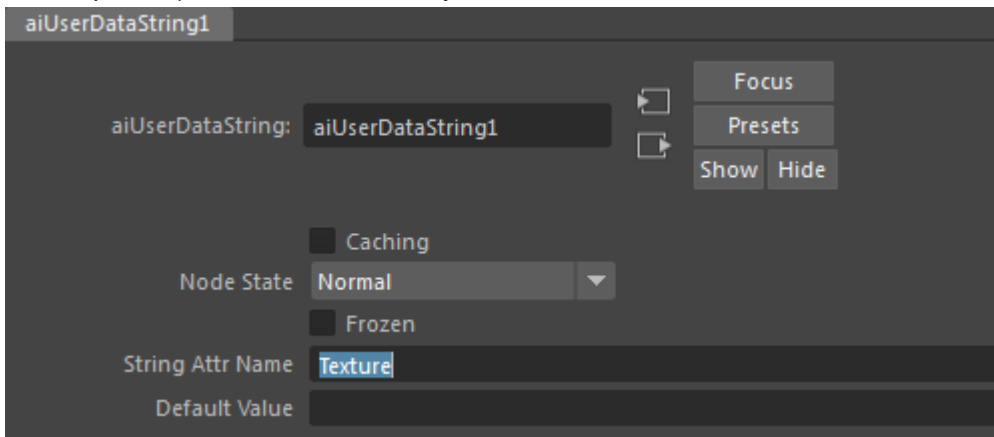 aiUserDataString1
Focus
aiUserDataString: aiUserDataString1 Presets
Show Hide
Caching
Node State Normal
Frozen
String Attr Name Texture
Default Value